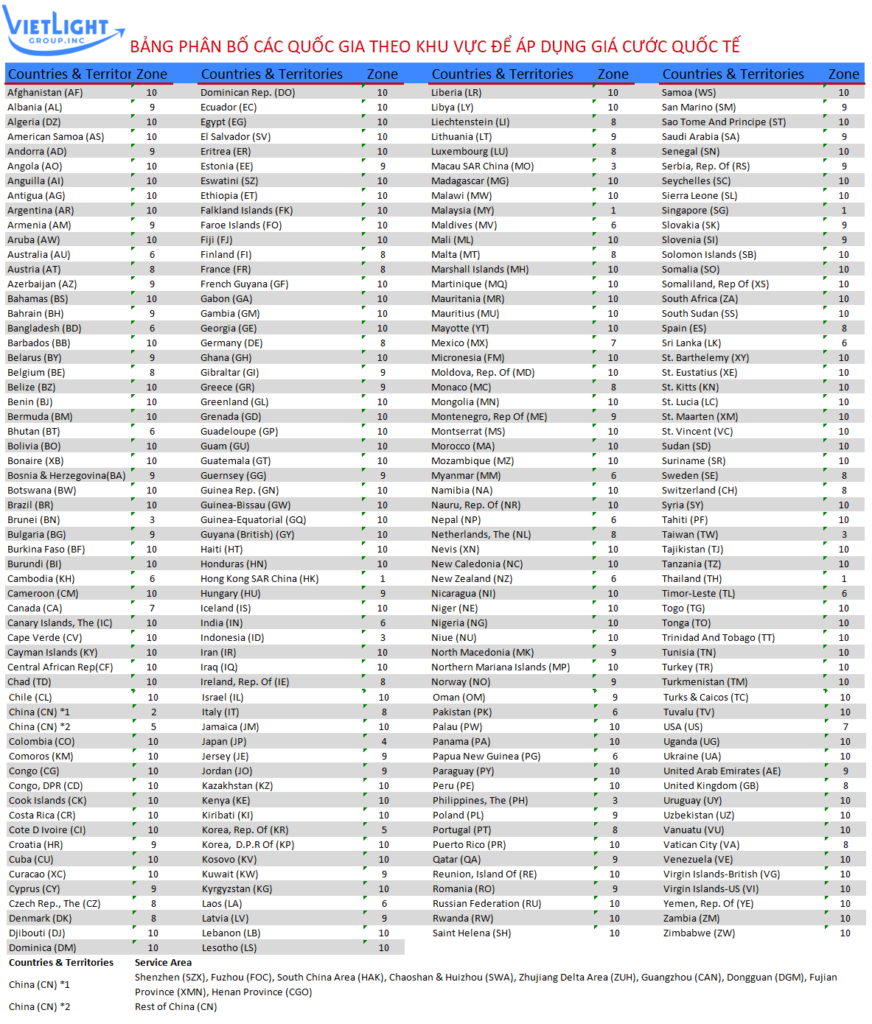 VIETLIGHT
GROUP.INC
BẢNG PHÂN BỐ CÁC QUỐC GIA THEO KHU VỰC ĐỂ ÁP DỤNG GIÁ CƯỚC QUỐC TẾ
Countries & Territor Zone Countries & Territories Zone Countries & Territories Zone Countries & Territories Zone
Afghanistan (AF) 10 Dominican Rep. (DO) 10 Liberia (LR) 10 Samoa (WS) 10
Albania (AL) 9 Ecuador (EC) 10 Libya (LY) 10 San Marino (SM) 9
Algeria (DZ) 10 Egypt (EG) 10 Liechtenstein (LI) 8 Sao Tome And Principe (ST) 10
American Samoa (AS) 10 El Salvador (SV) 10 Lithuania (LT) 9 Saudi Arabia (SA) 9
Andorra (AD) 9 Eritrea (ER) 10 Luxembourg (LU) 8 Senegal (SN) 10
Angola (AO) 10 Estonia (EE) 9 Macau SAR China (MO) 3 Serbia, Rep. Of (RS) 9
Anguilla (AI) 10 Eswatini (SZ) 10 Madagascar (MG) 10 Seychelles (SC) 10
Antigua (AG) 10 Ethiopia (ET) 10 Malawi (MW) 10 Sierra Leone (SL) 10
Argentina (AR) 10 Falkland Islands (FK) 10 Malaysia (MY) 1 Singapore (SG) 1
Armenia (AM) 9 Faroe Islands (FO) 10 Maldives (MV) 6 Slovakia (SK) 9
Aruba (AW) 10 Fiji (FJ) 10 Mali (ML) 10 Slovenia (SI) 9
Australia (AU) 6 Finland (FI) 8 Malta (MT) 8 Solomon Islands (SB) 10
Austria (AT) 8 France (FR) 8 Marshall Islands (MH) 10 Somalia (SO) 10
Azerbaijan (AZ) 9 French Guyana (GF) 10 Martinique (MQ) 10 Somaliland, Rep Of (XS) 10
Bahamas (BS) 10 Gabon (GA) 10 Mauritania (MR) 10 South Africa (ZA) 10
Bahrain (BH) 9 Gambia (GM) 10 Mauritius (MU) 10 South Sudan (SS) 10
Bangladesh (BD) 6 Georgia (GE) 10 Mayotte (YT) 10 Spain (ES) 8
Barbados (BB) 10 Germany (DE) 8 Mexico (MX) 7 Sri Lanka (LK) 6
Belarus (BY) 9 Ghana (GH) 10 Micronesia (FM) 10 St. Barthelemy (XY) 10
Belgium (BE) 8 Gibraltar (GI) 9 Moldova, Rep. Of (MD) 10 St. Eustatius (XE) 10
Belize (BZ) 10 Greece (GR) 9 Monaco (MC) 8 St. Kitts (KN) 10
Benin (BJ) 10 Greenland (GL) 10 Mongolia (MN) 10 St. Lucia (LC) 10
Bermuda (BM) 10 Grenada (GD) 10 Montenegro, Rep Of (ME) 9 St. Maarten (XM) 10
Bhutan (BT) 6 Guadeloupe (GP) 10 Montserrat (MS) 10 St. Vincent (VC) 10
Bolivia (BO) 10 Guam (GU) 10 Morocco (MA) 10 Sudan (SD) 10
Bonaire (XB) 10 Guatemala (GT) 10 Mozambique (MZ) 10 Suriname (SR) 10
Bosnia & Herzegovina(BA) 9 Guernsey (GG) 9 Myanmar (MM) 6 Sweden (SE) 8
Botswana (BW) 10 Guinea Rep. (GN) 10 Namibia (NA) 10 Switzerland (CH) 8
Brazil (BR) 10 Guinea-Bissau (GW) 10 Nauru, Rep. Of (NR) 10 Syria (SY) 10
Brunei (BN) 3 Guinea-Equatorial (GQ) 10 Nepal (NP) 6 Tahiti (PF) 10
Bulgaria (BG) 9 Guyana (British) (GY) 10 Netherlands, The (NL) 8 Taiwan (TW) 3
Burkina Faso (BF) 10 Haiti (HT) 10 Nevis (XN) 10 Tajikistan (TJ) 10
Burundi (BI) 10 Honduras (HN) 10 New Caledonia (NC) 10 Tanzania (TZ) 10
Cambodia (KH) 6 Hong Kong SAR China (HK) 1 New Zealand (NZ) 6 Thailand (TH) 1
Cameroon (CM) 10 Hungary (HU) 9 Nicaragua (NI) 10 Timor-Leste (TL) 6
Canada (CA) 7 Iceland (IS) 10 Niger (NE) 10 Togo (TG) 10
Canary Islands, The (IC) 10 India (IN) 6 Nigeria (NG) 10 Tonga (TO) 10
Cape Verde (CV) 10 Indonesia (ID) 3 Niue (NU) 10 Trinidad And Tobago (TT) 10
Cayman Islands (KY) 10 Iran (IR) 10 North Macedonia (MK) 9 Tunisia (TN) 10
Central African Rep(CF) 10 Iraq (IQ) 10 Northern Mariana Islands (MP) 10 Turkey (TR) 10
Chad (TD) 10 Ireland, Rep. Of (IE) 8 Norway (NO) 9 Turkmenistan (TM) 10
Chile (CL) 10 Israel (IL) 10 Oman (OM) 9 Turks & Caicos (TC) 10
China (CN) *1 2 Italy (IT) 8 Pakistan (PK) 6 Tuvalu (TV) 10
China (CN) *2 5 Jamaica (JM) 10 Palau (PW) 10 USA (US) 7
Colombia (CO) 10 Japan (JP) 4 Panama (PA) 10 Uganda (UG) 10
Comoros (KM) 10 Jersey (JE) 9 Papua New Guinea (PG) 6 Ukraine (UA) 10
Congo (CG) 10 Jordan (JO) 9 Paraguay (PY) 10 United Arab Emirates (AE) 9
Congo, DPR (CD) 10 Kazakhstan (KZ) 10 Peru (PE) 10 United Kingdom (GB) 8
Cook Islands (CK) 10 Kenya (KE) 10 Philippines, The (PH) 3 Uruguay (UY) 10
Costa Rica (CR) 10 Kiribati (KI) 10 Poland (PL) 9 Uzbekistan (UZ) 10
Cote D Ivoire (CI) 10 Korea, Rep. Of (KR) 5 Portugal (PT) 8 Vanuatu (VU) 10
Croatia (HR) 9 Korea, D.P.R Of (KP) 10 Puerto Rico (PR) 10 Vatican City (VA) 8
Cuba (CU) 10 Kosovo (KV) 10 Qatar (QA) 9 Venezuela (VE) 10
Curacao (XC) 10 Kuwait (KW) 9 Reunion, Island Of (RE) 10 Virgin Islands-British (VG) 10
Cyprus (CY) 9 Kyrgyzstan (KG) 10 Romania (RO) 9 Virgin Islands-US (VI) 10
Czech Rep., The (CZ) 8 Laos (LA) 6 Russian Federation (RU) 10 Yemen, Rep. Of (YE) 10
Denmark (DK) 8 Latvia (LV) 9 Rwanda (RW) 10 Zambia (ZM) 10
Djibouti (DJ) 10 Lebanon (LB) 10 Saint Helena (SH) 10 Zimbabwe (ZW) 10
Dominica (DM) 10 Lesotho (LS) 10
Countries & Territories Service Area
China (CN) *1 Shenzhen (SZX), Fuzhou (FOC), South China Area (HAK), Chaoshan & Huizhou (SWA), Zhujiang Delta Area (ZUH), Guangzhou (CAN), Dongguan (DGM), Fujian
Province (XMN), Henan Province (CGO)
China (CN) *2 Rest of China (CN)